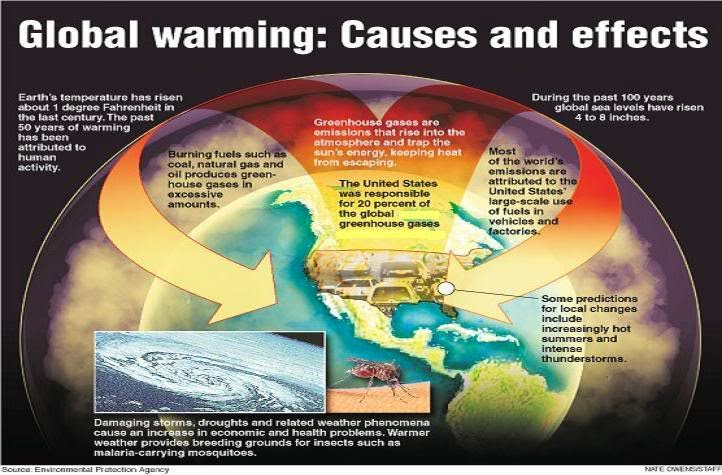 Global warming: Causes and effects
Earth's temperature has risen
about 1 degree Fahrenheit in
the last century. The past
50 years of warming
has been
attributed to
human
activity.
Burning fuels such as
coal, natural gas and
oil produces green-
house gases in
excessive
amounts.
Greenhouse gases are
emissions that rise into the
atmosphere and trap the
sun's energy, keeping heat
from escaping.
The United States
was responsible
for 20 percent of
the global
greenhouse gases
During the past 100 years
global sea levels have risen
4 to 8 inches.
Most
of the world's
emissions are
attributed to the
United States'
large-scale use
of fuels in
vehicles and
factories.
Some predictions
for local changes
include
increasingly hot
summers and
intense
thunderstorms.
Damaging storms, droughts and related weather phenomena
cause an increase in economic and health problems. Warmer
weather provides breeding grounds for insects such as
malaria-carrying mosquitoes.
Source: Environmental Protection Agency
NATE OWENS/STAFF